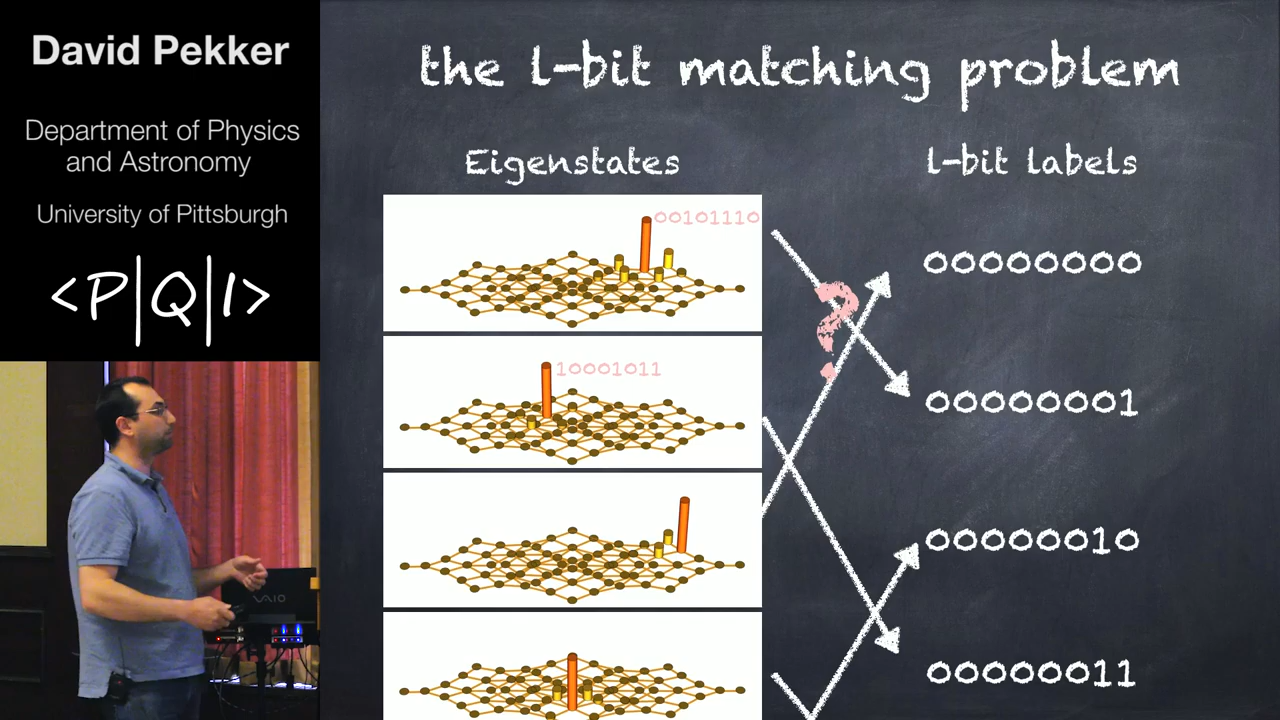 David Pekker
Department of Physics
and Astronomy
University of Pittsburgh
<P|Q|I>
the l-bit matching problem
Eigenstates
l-bit labels
00101110
10001011
?
00000000
00000001
00000010
00000011
VAIO